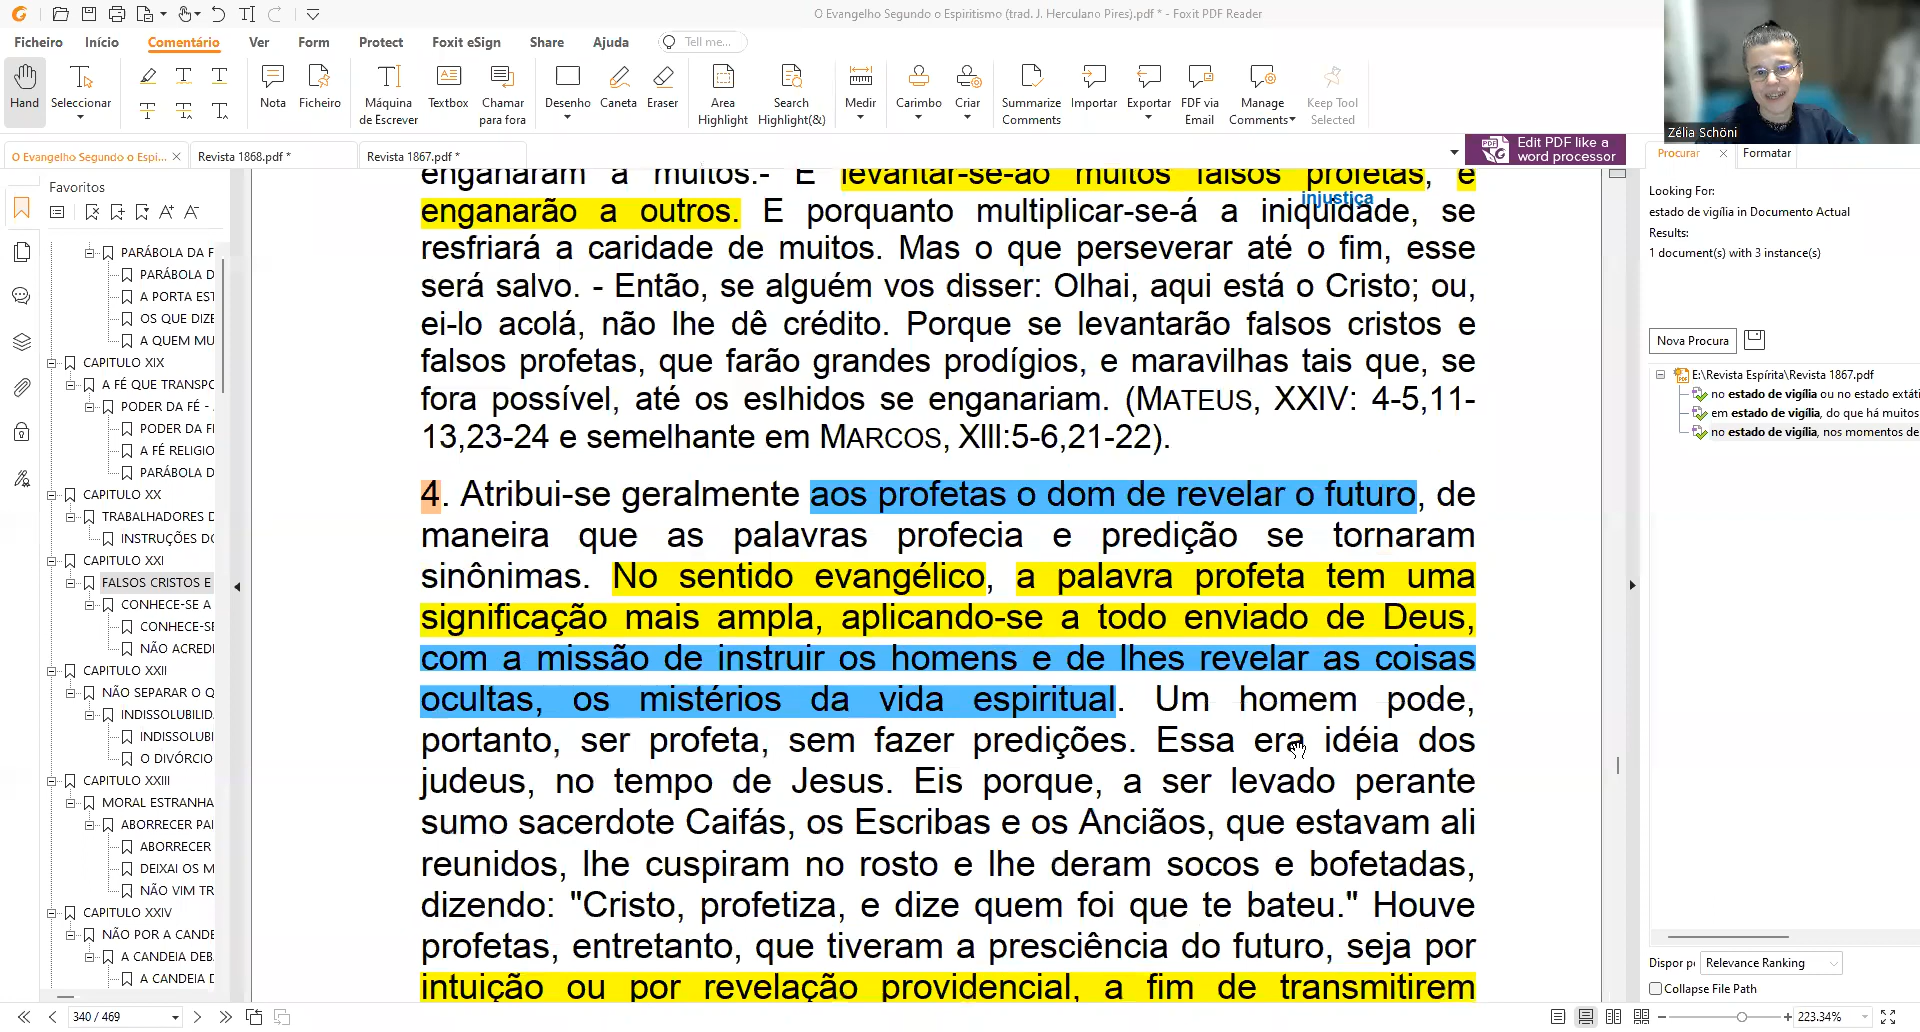 O Evangelho Segundo o Espiritismo (trad. J. Herculano Pires).pdf * - Foxit PDF Reader
Ficheiro Início Comentário Ver Form Protect Foxit eSign Share Ajuda Tell me...
Hand
Seleccionar
Nota
Ficheiro
Máquina de Escrever
Textbox
Chamar para fora
Desenho
Caneta
Eraser
Area Highlight
Search Highlight(&)
Medir
Carimbo
Criar
Summarize Comments
Importar
Exportar
FDF via Email
Manage Comments
Keep Tool Selected
Zélia Schöni
O Evangelho Segundo o Espi... Revista 1868.pdf * Revista 1867.pdf *
Edit PDF like a
word processor
Favoritos
PARÁBOLA DA F
PARÁBOLA D
A PORTA EST
OS QUE DIZE
A QUEM MU
CAPITULO XIX
A FÉ QUE TRANSPO
PODER DA FÉ -
PODER DA FÉ
A FÉ RELIGIO
PARÁBOLA D
CAPITULO XX
TRABALHADORES D
INSTRUÇÕES DO
CAPITULO XXI
FALSOS CRISTOS E
CONHECE-SE A
CONHECE-SE
NÃO ACREDI
CAPITULO XXII
NÃO SEPARAR O Q
INDISSOLUBILID
INDISSOLUBI
O DIVÓRCIO
CAPITULO XXIII
MORAL ESTRANHA
ABORRECER PAI
ABORRECER
DEIXAI OS M
NÃO VIM TR
CAPITULO XXIV
NÃO POR A CANDE
A CANDEIA DEB
A CANDEIA D
enganaram a muitos.- E levantar-se-ão muitos falsos profetas, e
injustiça
enganarão a outros. E porquanto multiplicar-se-á a iniquidade, se
resfriará a caridade de muitos. Mas o que perseverar até o fim, esse
será salvo. - Então, se alguém vos disser: Olhai, aqui está o Cristo; ou,
ei-lo acolá, não lhe dê crédito. Porque se levantarão falsos cristos e
falsos profetas, que farão grandes prodígios, e maravilhas tais que, se
fora possível, até os eslhidos se enganariam. (MATEUS, XXIV: 4-5,11-
13,23-24 e semelhante em MARCOS, XIII:5-6,21-22).
4. Atribui-se geralmente aos profetas o dom de revelar o futuro, de
maneira que as palavras profecia e predição se tornaram
sinônimas. No sentido evangélico, a palavra profeta tem uma
significação mais ampla, aplicando-se a todo enviado de Deus,
com a missão de instruir os homens e de lhes revelar as coisas
ocultas, os mistérios da vida espiritual. Um homem pode,
portanto, ser profeta, sem fazer predições. Essa era idéia dos
judeus, no tempo de Jesus. Eis porque, a ser levado perante
sumo sacerdote Caifás, os Escribas e os Anciãos, que estavam ali
reunidos, lhe cuspiram no rosto e lhe deram socos e bofetadas,
dizendo: "Cristo, profetiza, e dize quem foi que te bateu." Houve
profetas, entretanto, que tiveram a presciência do futuro, seja por
intuição ou por revelação providencial, a fim de transmitirem
Procurar Formatar
Looking For:
estado de vigília in Documento Actual
Results:
1 document(s) with 3 instance(s)
Nova Procura
E:\Revista Espírita\Revista 1867.pdf
no estado de vigília ou no estado extáti
em estado de vigília, do que há muitos
no estado de vigília, nos momentos de
Dispor p Relevance Ranking
Collapse File Path
340 / 469
223.34%